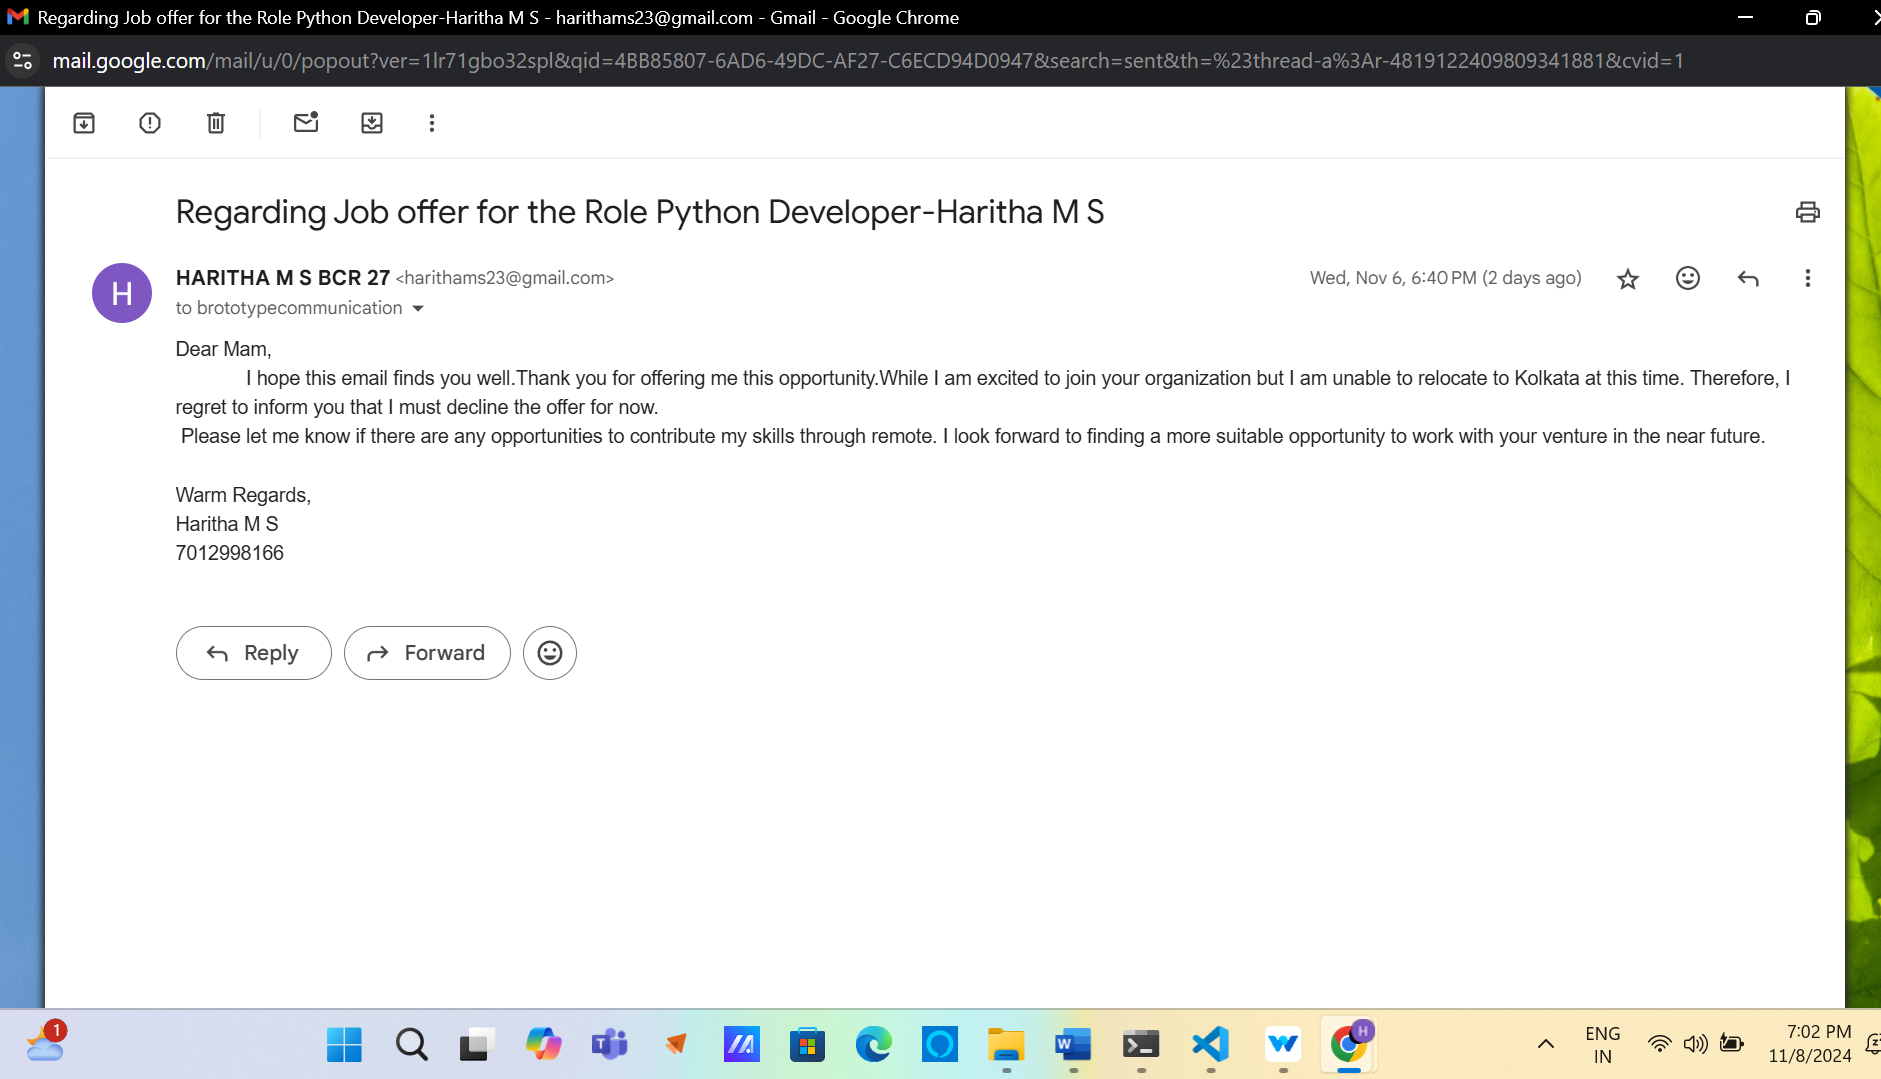 Regarding Job offer for the Role Python Developer-Haritha M S - harithams23@gmail.com - Gmail - Google Chrome
mail.google.com/mail/u/0/popout?ver=1lr71gbo32spl&qid=4BB85807-6AD6-49DC-AF27-C6ECD94D0947&search=sent&th=%23thread-a%3Ar-4819122409809341881&cvid=1
Regarding Job offer for the Role Python Developer-Haritha M S
H
HARITHA M S BCR 27 <harithams23@gmail.com>
Wed, Nov 6, 6:40 PM (2 days ago)
to brototypecommunication
Dear Mam,
I hope this email finds you well.Thank you for offering me this opportunity.While I am excited to join your organization but I am unable to relocate to Kolkata at this time. Therefore, I
regret to inform you that I must decline the offer for now.
Please let me know if there are any opportunities to contribute my skills through remote. I look forward to finding a more suitable opportunity to work with your venture in the near future.
Warm Regards,
Haritha M S
7012998166
Reply
Forward
1
T
W
H
ENG
IN
7:02 PM
11/8/2024